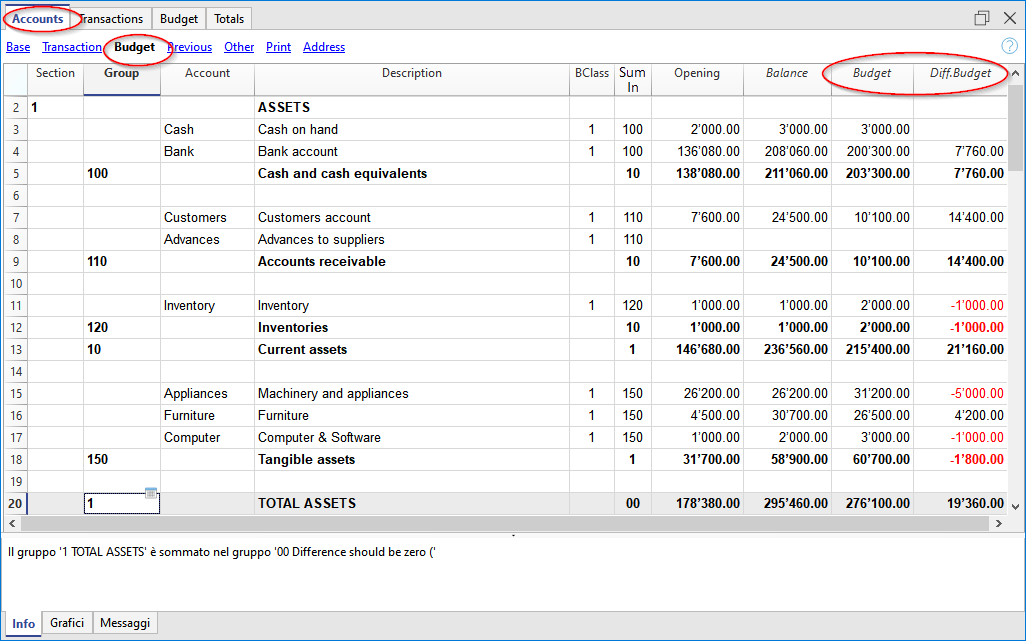 Accounts Transactions Budget Totals
Base Transaction Budget Previous Other Print Address
Section Group Account Description BClass Sum In Opening Balance Budget Diff.Budget
2 1 ASSETS
3 Cash Cash on hand 1 100 2’000.00 3’000.00 3’000.00
4 Bank Bank account 1 100 136’080.00 208’060.00 200’300.00 7’760.00
5 100 Cash and cash equivalents 10 138’080.00 211’060.00 203’300.00 7’760.00
6
7 Customers Customers account 1 110 7’600.00 24’500.00 10’100.00 14’400.00
8 Advances Advances to suppliers 1 110
9 110 Accounts receivable 10 7’600.00 24’500.00 10’100.00 14’400.00
10
11 Inventory Inventory 1 120 1’000.00 1’000.00 2’000.00 -1’000.00
12 120 Inventories 10 1’000.00 1’000.00 2’000.00 -1’000.00
13 10 Current assets 1 146’680.00 236’560.00 215’400.00 21’160.00
14
15 Appliances Machinery and appliances 1 150 26’200.00 26’200.00 31’200.00 -5’000.00
16 Furniture Furniture 1 150 4’500.00 30’700.00 26’500.00 4’200.00
17 Computer Computer & Software 1 150 1’000.00 2’000.00 3’000.00 -1’000.00
18 150 Tangible assets 1 31’700.00 58’900.00 60’700.00 -1’800.00
19
20 1 TOTAL ASSETS 00 178’380.00 295’460.00 276’100.00 19’360.00
Il gruppo '1 TOTAL ASSETS' è sommato nel gruppo '00 Difference should be zero ('
Info Grafici Messaggi